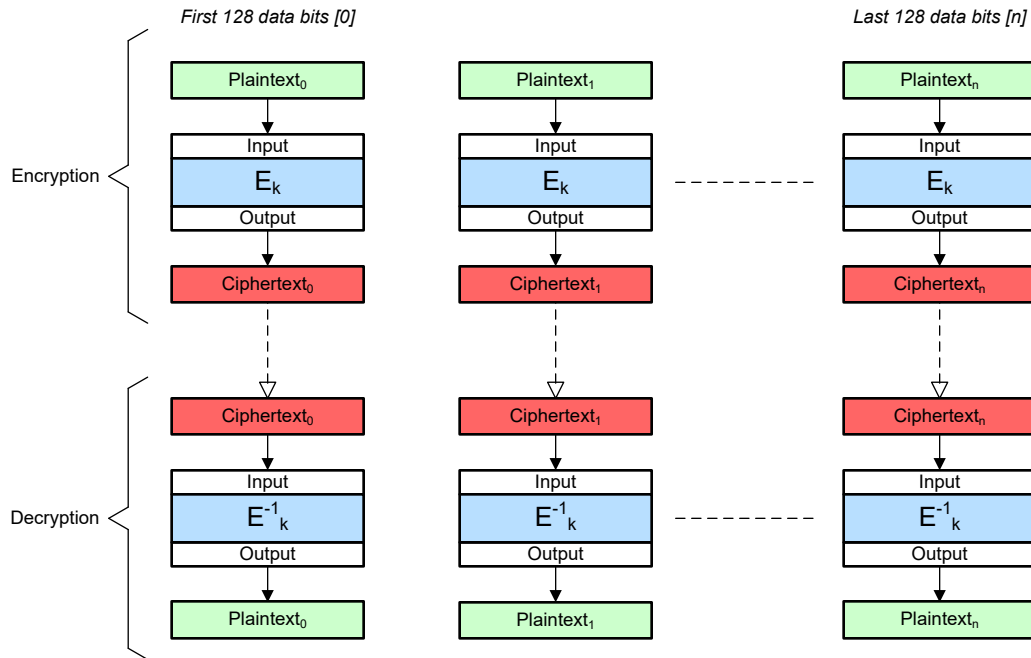 First 128 data bits [0] Last 128 data bits [n]
Plaintext₀ Plaintext₁ Plaintextₙ
Input Input Input
Encryption Eₖ Eₖ Eₖ
Output Output Output
Ciphertext₀ Ciphertext₁ Ciphertextₙ
Ciphertext₀ Ciphertext₁ Ciphertextₙ
Input Input Input
Decryption E⁻¹ₖ E⁻¹ₖ E⁻¹ₖ
Output Output Output
Plaintext₀ Plaintext₁ Plaintextₙ